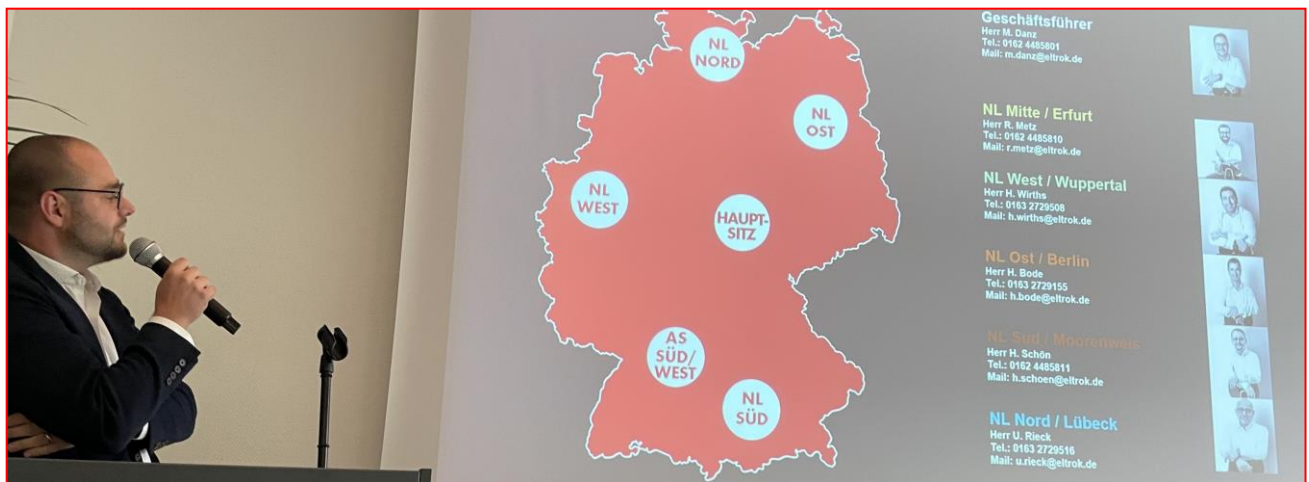 NL
NORD
NL
OST
NL
WEST
HAUPT-
SITZ
AS
SÜD/
WEST
NL
SÜD
Geschäftsführer
Herr M. Danz
Tel.: 0162 4485801
Mail: m.danz@eltrok.de
NL Mitte / Erfurt
Herr R. Metz
Tel.: 0162 4485810
Mail: r.metz@eltrok.de
NL West / Wuppertal
Herr H. Wirths
Tel.: 0163 2729508
Mail: h.wirths@eltrok.de
NL Ost / Berlin
Herr H. Bode
Tel.: 0163 2729155
Mail: h.bode@eltrok.de
NL Süd / Moorenweis
Herr H. Schön
Tel.: 0162 4485811
Mail: h.schoen@eltrok.de
NL Nord / Lübeck
Herr U. Rieck
Tel.: 0163 2729516
Mail: u.rieck@eltrok.de